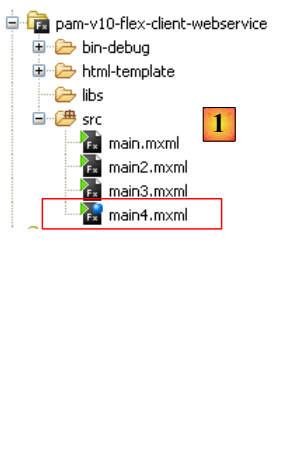 pam-v10-flex-client-webservice
bin-debug
html-template
libs
src
1
main.mxml
main2.mxml
main3.mxml
main4.mxml